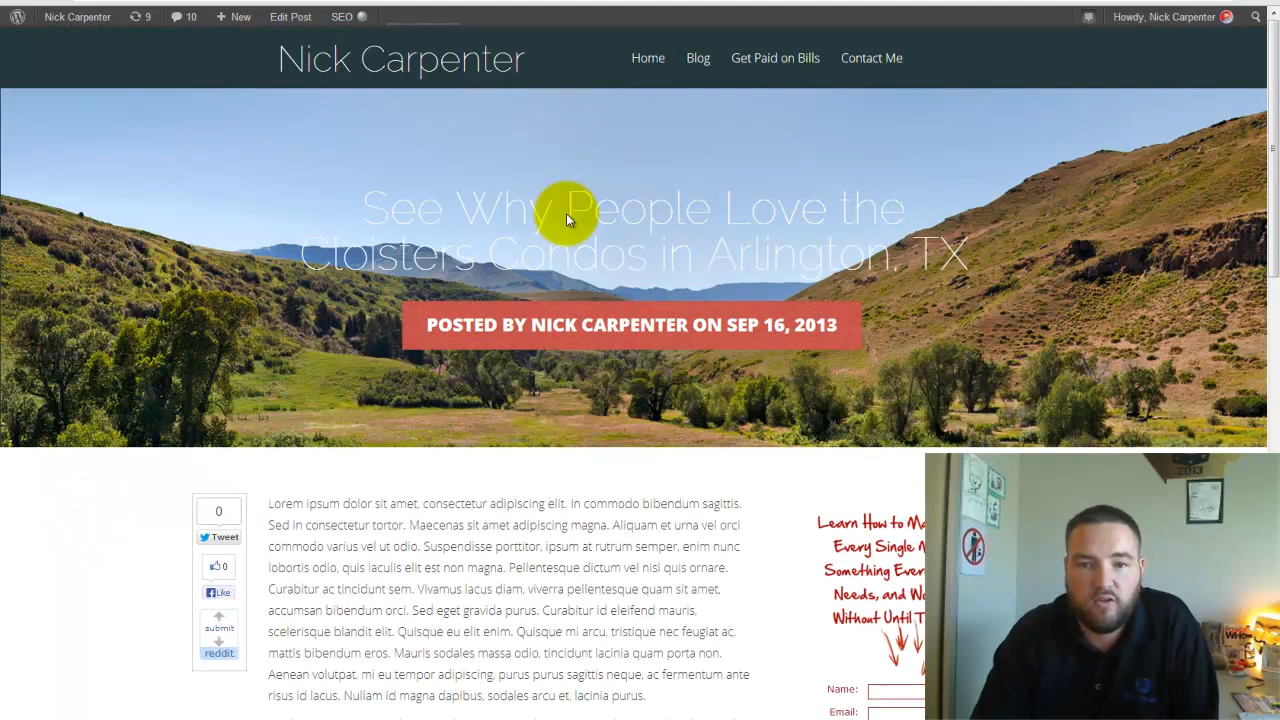 Nick Carpenter 9 10 + New Edit Post SEO Howdy, Nick Carpenter
Nick Carpenter Home Blog Get Paid on Bills Contact Me
See Why People Love the
Cloisters Condos in Arlington, TX
POSTED BY NICK CARPENTER ON SEP 16, 2013
0
Tweet
0
Like
submit
reddit
Lorem ipsum dolor sit amet, consectetur adipiscing elit. In commodo bibendum sagittis.
Sed in consectetur tortor. Maecenas sit amet adipiscing magna. Aliquam et urna vel orci
commodo varius vel ut odio. Suspendisse porttitor, ipsum at rutrum semper, enim nunc
lobortis odio, quis iaculis elit est non magna. Pellentesque dictum vel nisi quis ornare.
Curabitur ac tincidunt sem. Vivamus lacus diam, viverra pellentesque quam sit amet,
accumsan bibendum orci. Sed eget gravida purus. Curabitur id eleifend mauris,
scelerisque blandit elit. Quisque eu elit enim. Quisque mi arcu, tristique nec feugiat ac,
mattis bibendum eros. Mauris sodales massa odio, tincidunt lacinia quam porta non.
Aenean volutpat, mi eu tempor adipiscing, purus purus sagittis neque, ac fermentum ante
risus id lacus. Nullam id magna dapibus, sodales arcu et, lacinia purus.
Learn How to M
Every Single
Something Ever
Needs, and W
Without Until T
Name:
Email:
2013